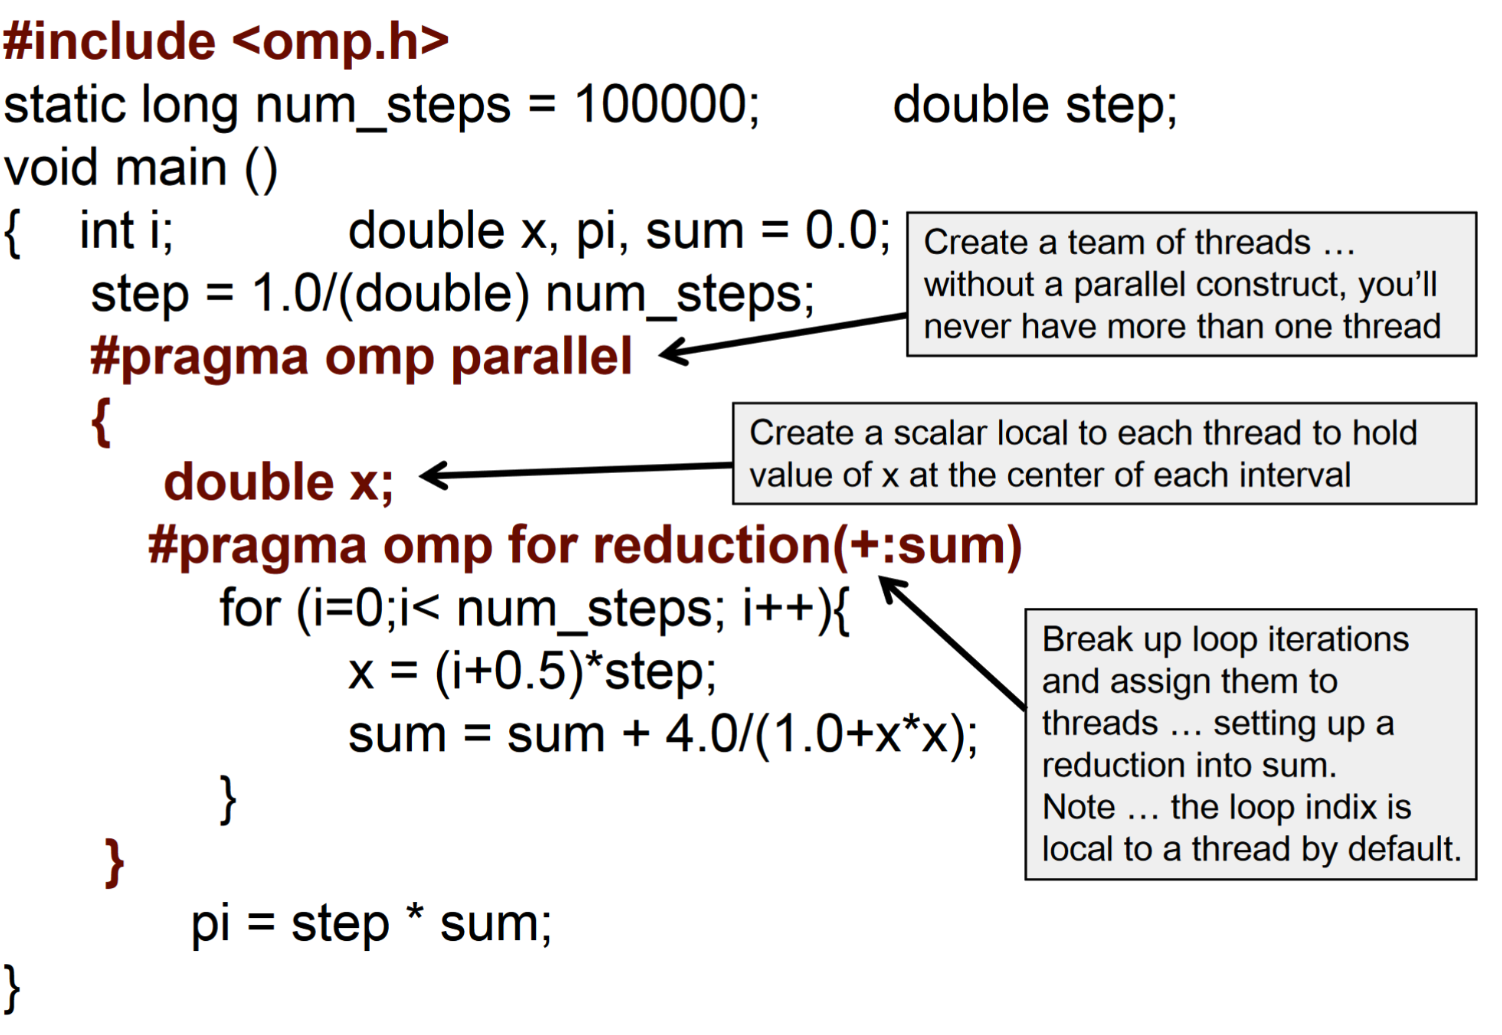 #include <omp.h>
static long num_steps = 100000; double step;
void main ()
{ int i; double x, pi, sum = 0.0;
step = 1.0/(double) num_steps;
#pragma omp parallel
{
double x;
#pragma omp for reduction(+:sum)
for (i=0;i< num_steps; i++){
x = (i+0.5)*step;
sum = sum + 4.0/(1.0+x*x);
}
}
pi = step * sum;
}
Create a team of threads …
without a parallel construct, you’ll
never have more than one thread
Create a scalar local to each thread to hold
value of x at the center of each interval
Break up loop iterations
and assign them to
threads … setting up a
reduction into sum.
Note … the loop indix is
local to a thread by default.